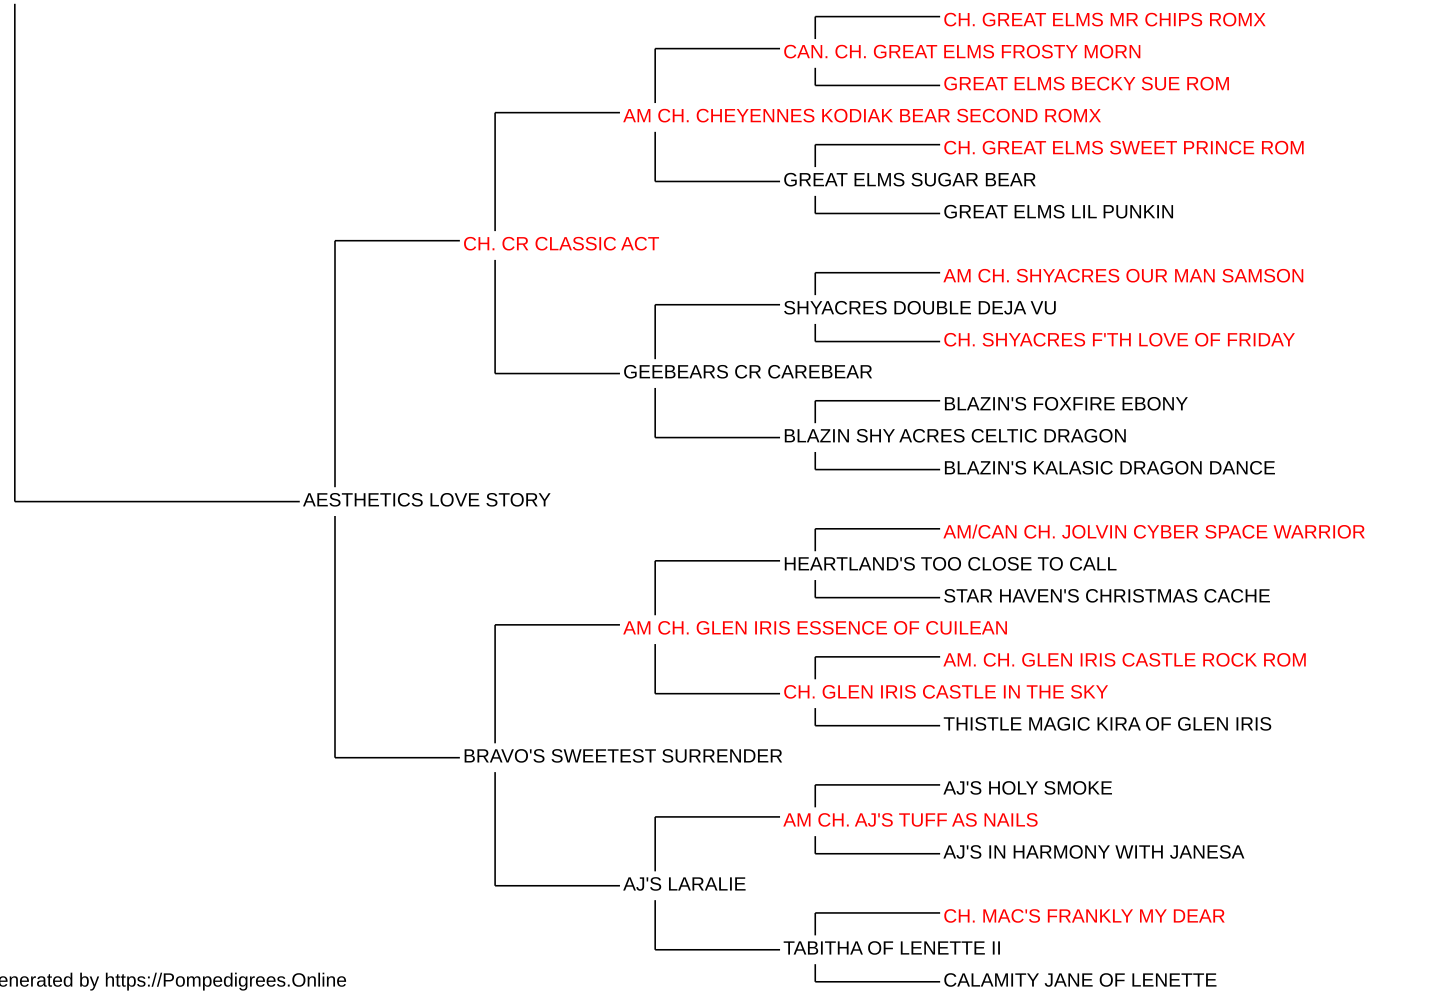 CH. GREAT ELMS MR CHIPS ROMX
CAN. CH. GREAT ELMS FROSTY MORN
GREAT ELMS BECKY SUE ROM
AM CH. CHEYENNES KODIAK BEAR SECOND ROMX
CH. GREAT ELMS SWEET PRINCE ROM
GREAT ELMS SUGAR BEAR
GREAT ELMS LIL PUNKIN
CH. CR CLASSIC ACT
AM CH. SHYACRES OUR MAN SAMSON
SHYACRES DOUBLE DEJA VU
CH. SHYACRES F'TH LOVE OF FRIDAY
GEEBEARS CR CAREBEAR
BLAZIN'S FOXFIRE EBONY
BLAZIN SHY ACRES CELTIC DRAGON
BLAZIN'S KALASIC DRAGON DANCE
AESTHETICS LOVE STORY
AM/CAN CH. JOLVIN CYBER SPACE WARRIOR
HEARTLAND'S TOO CLOSE TO CALL
STAR HAVEN'S CHRISTMAS CACHE
AM CH. GLEN IRIS ESSENCE OF CUILEAN
AM. CH. GLEN IRIS CASTLE ROCK ROM
CH. GLEN IRIS CASTLE IN THE SKY
THISTLE MAGIC KIRA OF GLEN IRIS
BRAVO'S SWEETEST SURRENDER
AJ'S HOLY SMOKE
AM CH. AJ'S TUFF AS NAILS
AJ'S IN HARMONY WITH JANESA
AJ'S LARALIE
CH. MAC'S FRANKLY MY DEAR
TABITHA OF LENETTE II
CALAMITY JANE OF LENETTE
enerated by https://Pompedigrees.Online